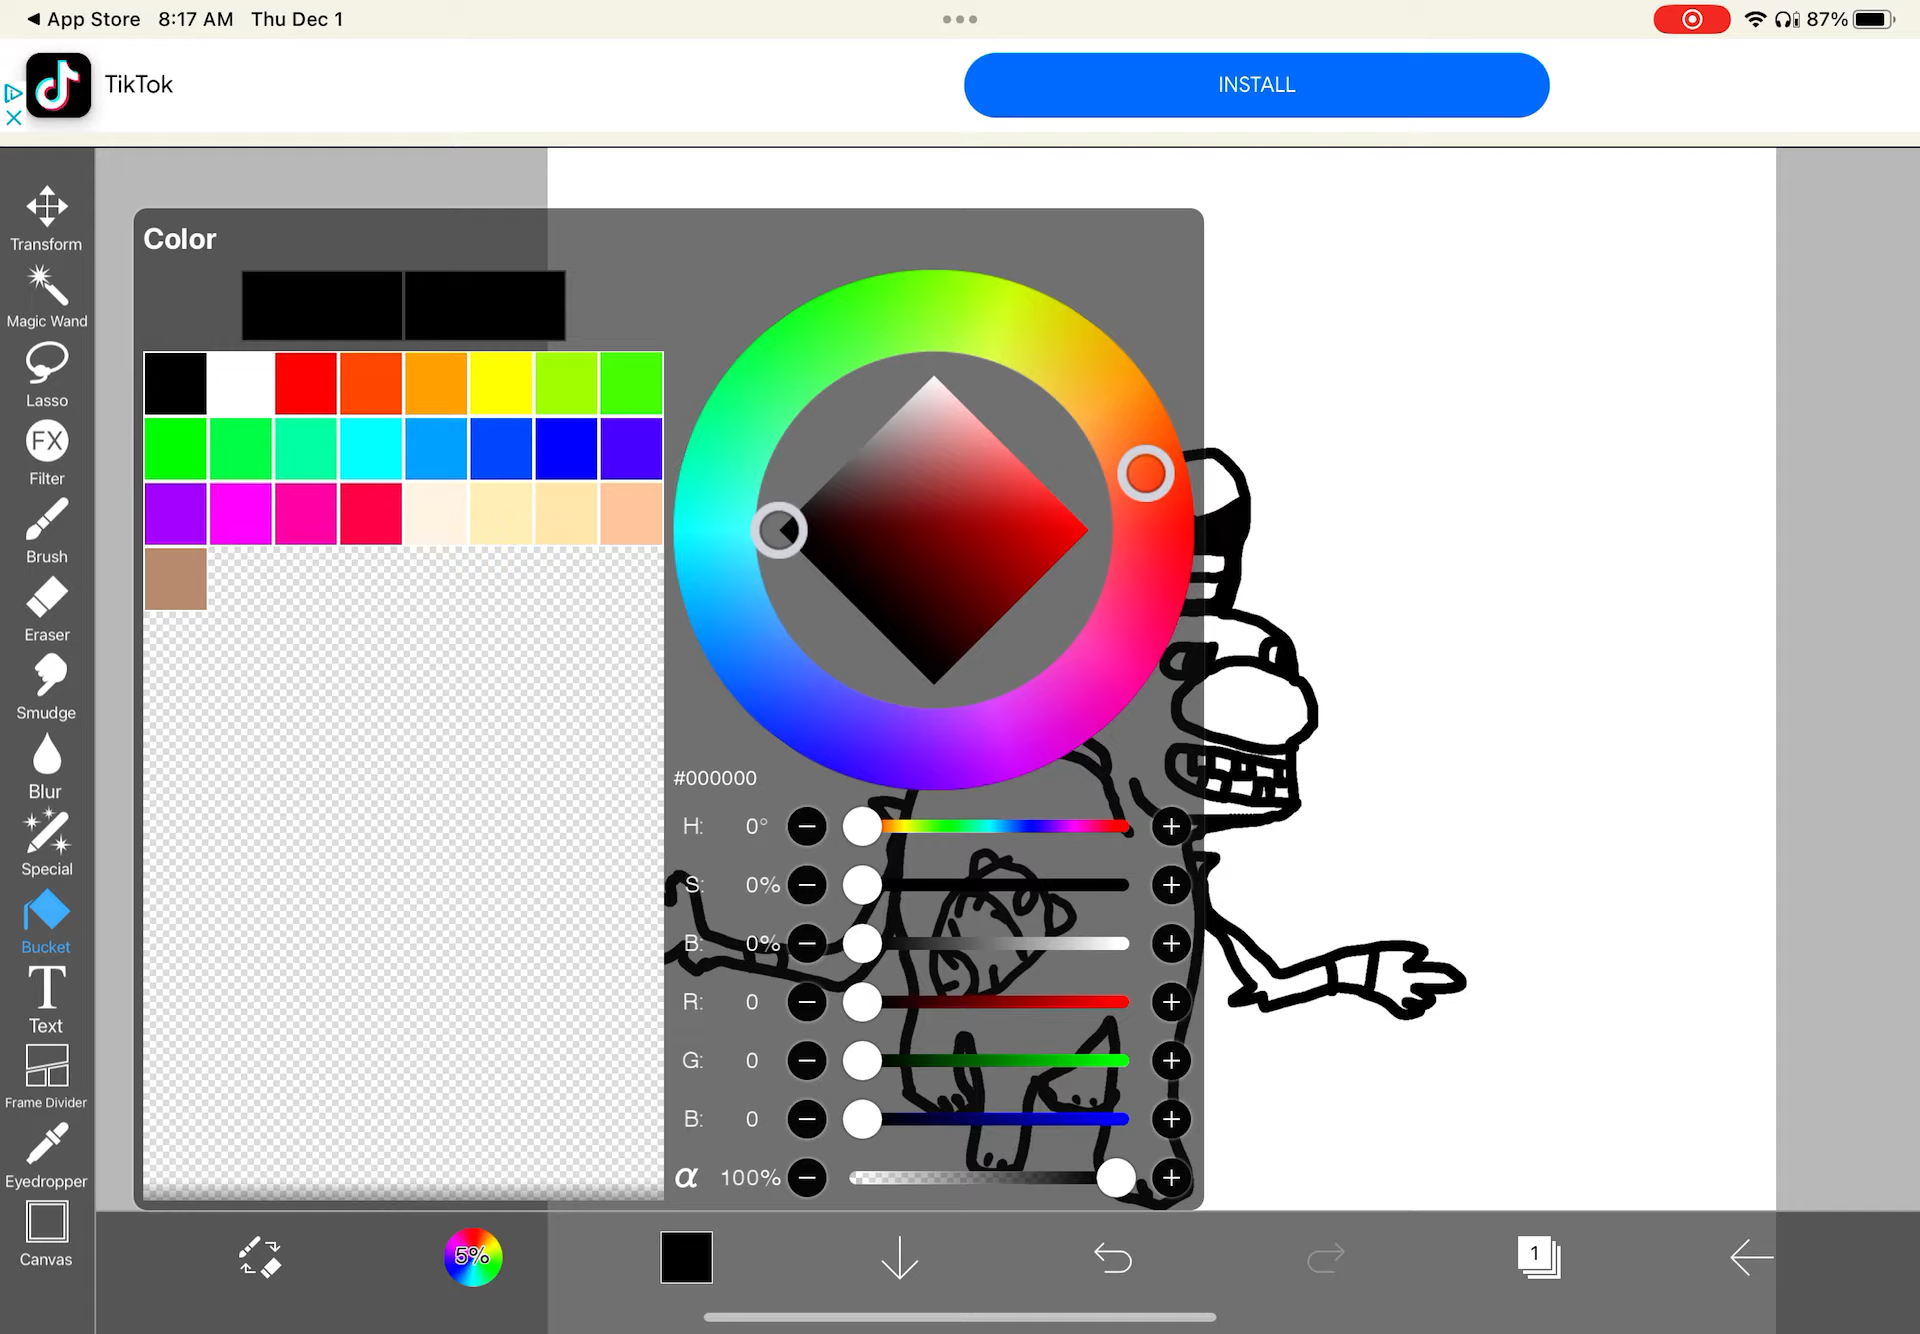 ◀ App Store 8:17 AM Thu Dec 1
87%
TikTok
INSTALL
Transform
Magic Wand
Lasso
FX
Filter
Brush
Eraser
Smudge
Blur
Special
Bucket
T
Text
Frame Divider
Eyedropper
Canvas
Color
#000000
H: 0°
S: 0%
B: 0%
R: 0
G: 0
B: 0
α 100%
5%
1